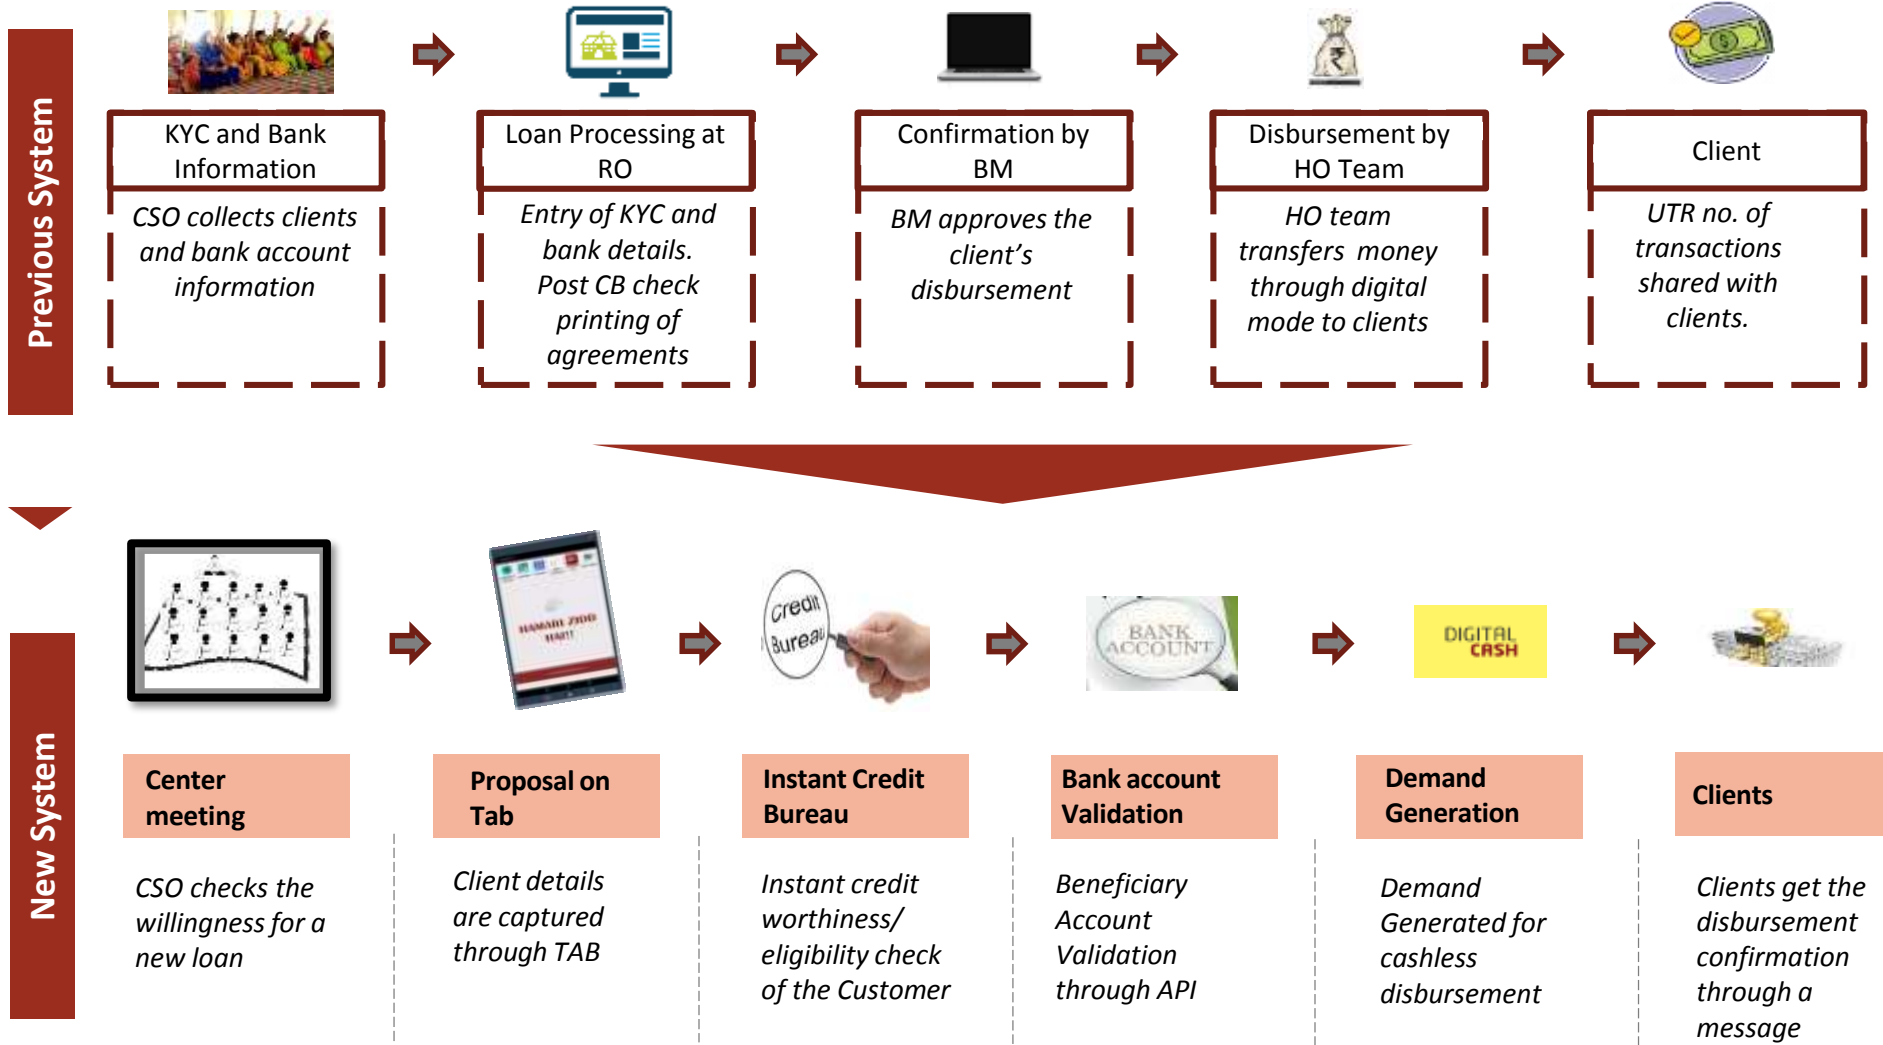 Previous System
KYC and Bank
Information
CSO collects clients
and bank account
information
Loan Processing at
RO
Entry of KYC and
bank details.
Post CB check
printing of
agreements
Confirmation by
BM
BM approves the
client's
disbursement
₹
Disbursement by
HO Team
HO team
transfers money
through digital
mode to clients
$
Client
UTR no. of
transactions
shared with
clients.
New System
Center
meeting
CSO checks the
willingness for a
new loan
HAMARI ZIDD
HAI!!
Proposal on
Tab
Client details
are captured
through TAB
Credit
Bureau
Instant Credit
Bureau
Instant credit
worthiness/
eligibility check
of the Customer
BANK
ACCOUNT
Bank account
Validation
Beneficiary
Account
Validation
through API
DIGITAL
CASH
Demand
Generation
Demand
Generated for
cashless
disbursement
Clients
Clients get the
disbursement
confirmation
through a
message